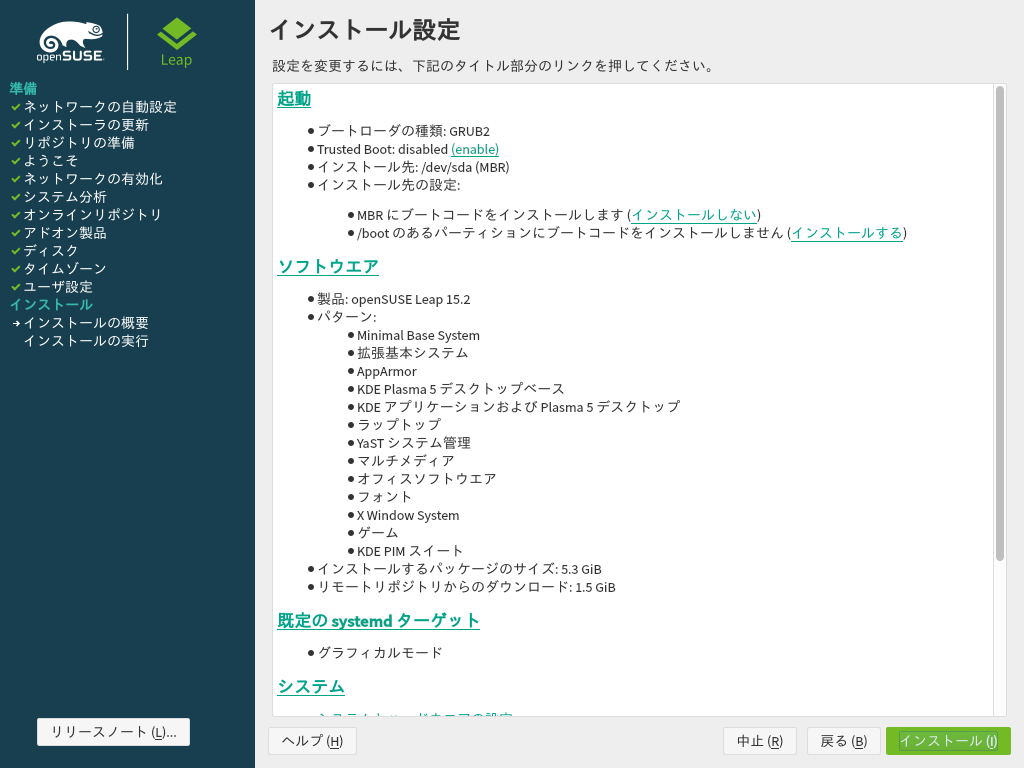 openSUSE
Leap
準備
ネットワークの自動設定
インストーラの更新
リポジトリの準備
ようこそ
ネットワークの有効化
システム分析
オンラインリポジトリ
アドオン製品
ディスク
タイムゾーン
ユーザ設定
インストール
インストールの概要
インストールの実行
リリースノート (L)...
インストール設定
設定を変更するには、下記のタイトル部分のリンクを押してください。
起動
ブートローダの種類: GRUB2
Trusted Boot: disabled (enable)
インストール先: /dev/sda (MBR)
インストール先の設定:
MBR にブートコードをインストールします (インストールしない)
/boot のあるパーティションにブートコードをインストールしません (インストールする)
ソフトウエア
製品: openSUSE Leap 15.2
パターン:
Minimal Base System
拡張基本システム
AppArmor
KDE Plasma 5 デスクトップベース
KDE アプリケーションおよび Plasma 5 デスクトップ
ラップトップ
YaST システム管理
マルチメディア
オフィスソフトウエア
フォント
X Window System
ゲーム
KDE PIM スイート
インストールするパッケージのサイズ: 5.3 GiB
リモートリポジトリからのダウンロード: 1.5 GiB
既定の systemd ターゲット
グラフィカルモード
システム
ヘルプ (H)
中止 (R)
戻る (B)
インストール (I)